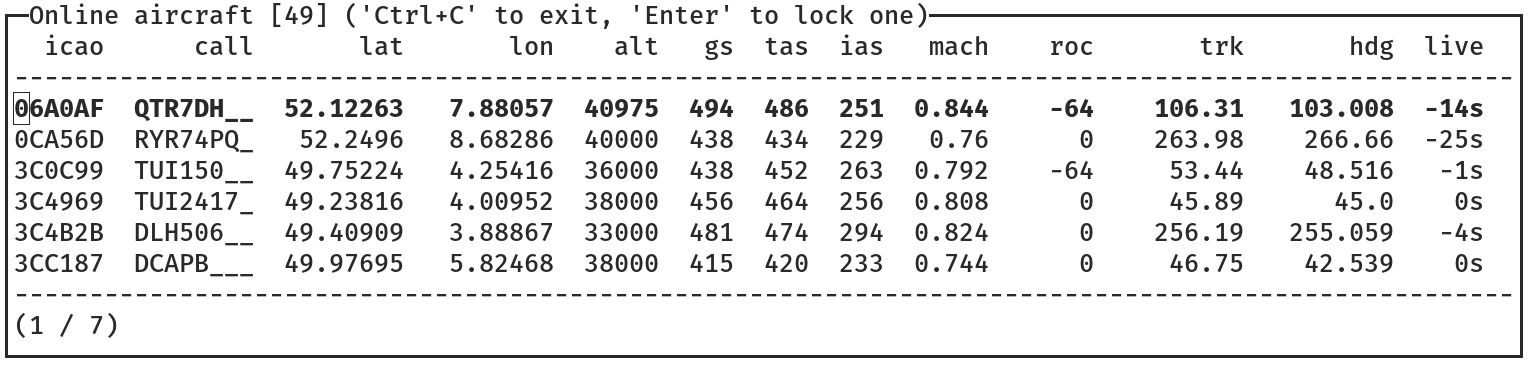 Online aircraft [49] ('Ctrl+C' to exit, 'Enter' to lock one)
icao call lat lon alt gs tas ias mach roc trk hdg live
----------------------------------------------------------------------------------------------------
06A0AF QTR7DH__ 52.12263 7.88057 40975 494 486 251 0.844 -64 106.31 103.008 -14s
0CA56D RYR74PQ_ 52.2496 8.68286 40000 438 434 229 0.76 0 263.98 266.66 -25s
3C0C99 TUI150__ 49.75224 4.25416 36000 438 452 263 0.792 -64 53.44 48.516 -1s
3C4969 TUI2417_ 49.23816 4.00952 38000 456 464 256 0.808 0 45.89 45.0 0s
3C4B2B DLH506__ 49.40909 3.88867 33000 481 474 294 0.824 0 256.19 255.059 -4s
3CC187 DCAPB___ 49.97695 5.82468 38000 415 420 233 0.744 0 46.75 42.539 0s
----------------------------------------------------------------------------------------------------
(1 / 7)